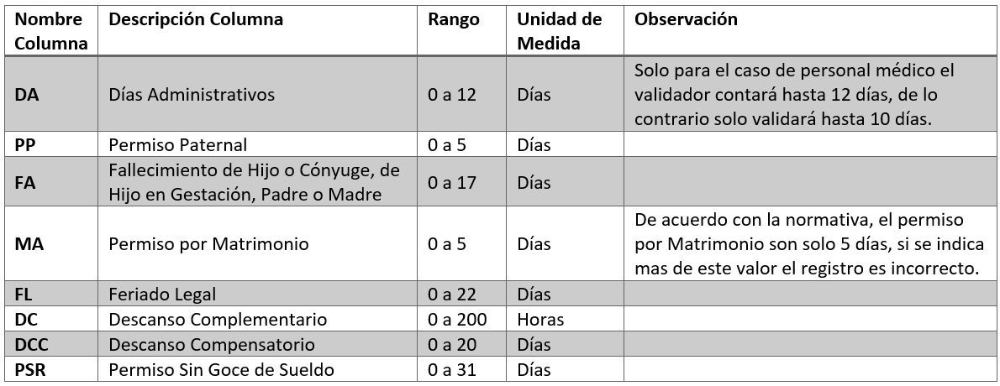 Nombre Columna	Descripción Columna	Rango	Unidad de Medida	Observación
DA	Días Administrativos	0 a 12	Días	Solo para el caso de personal médico el validador contará hasta 12 días, de lo contrario solo validará hasta 10 días.
PP	Permiso Paternal	0 a 5	Días
FA	Fallecimiento de Hijo o Cónyuge, de Hijo en Gestación, Padre o Madre	0 a 17	Días
MA	Permiso por Matrimonio	0 a 5	Días	De acuerdo con la normativa, el permiso por Matrimonio son solo 5 días, si se indica mas de este valor el registro es incorrecto.
FL	Feriado Legal	0 a 22	Días
DC	Descanso Complementario	0 a 200	Horas
DCC	Descanso Compensatorio	0 a 20	Días
PSR	Permiso Sin Goce de Sueldo	0 a 31	Días